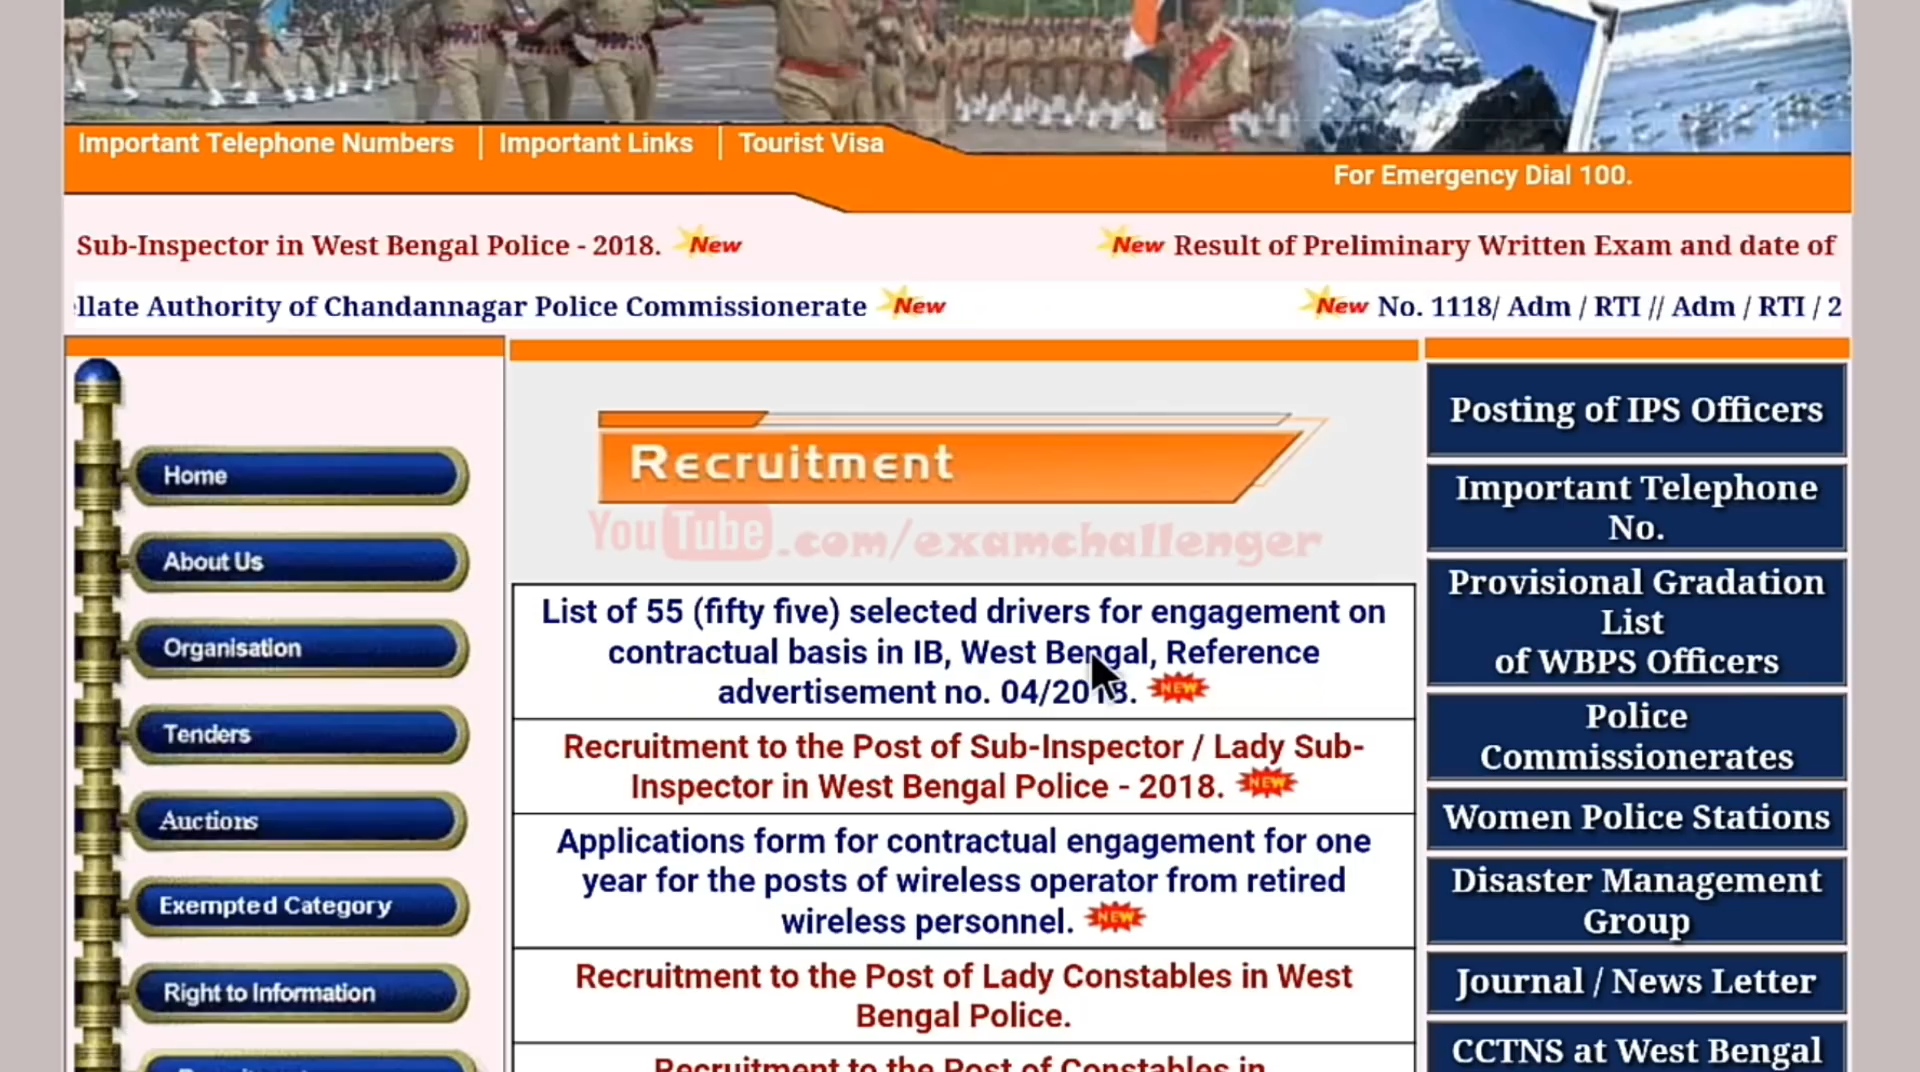 Important Telephone Numbers
Important Links
Tourist Visa
For Emergency Dial 100.
Sub-Inspector in West Bengal Police - 2018. New
New Result of Preliminary Written Exam and date of
llate Authority of Chandannagar Police Commissionerate New
New No. 1118/ Adm / RTI // Adm / RTI / 2
Home
About Us
Organisation
Tenders
Auctions
Exempted Category
Right to Information
Recruitment
YouTube.com/examchallenger
List of 55 (fifty five) selected drivers for engagement on
contractual basis in IB, West Bengal, Reference
advertisement no. 04/2018. NEW
Recruitment to the Post of Sub-Inspector / Lady Sub-
Inspector in West Bengal Police - 2018. NEW
Applications form for contractual engagement for one
year for the posts of wireless operator from retired
wireless personnel. NEW
Recruitment to the Post of Lady Constables in West
Bengal Police.
Recruitment to the Post of Constables in
Posting of IPS Officers
Important Telephone
No.
Provisional Gradation
List
of WBPS Officers
Police
Commissionerates
Women Police Stations
Disaster Management
Group
Journal / News Letter
CCTNS at West Bengal